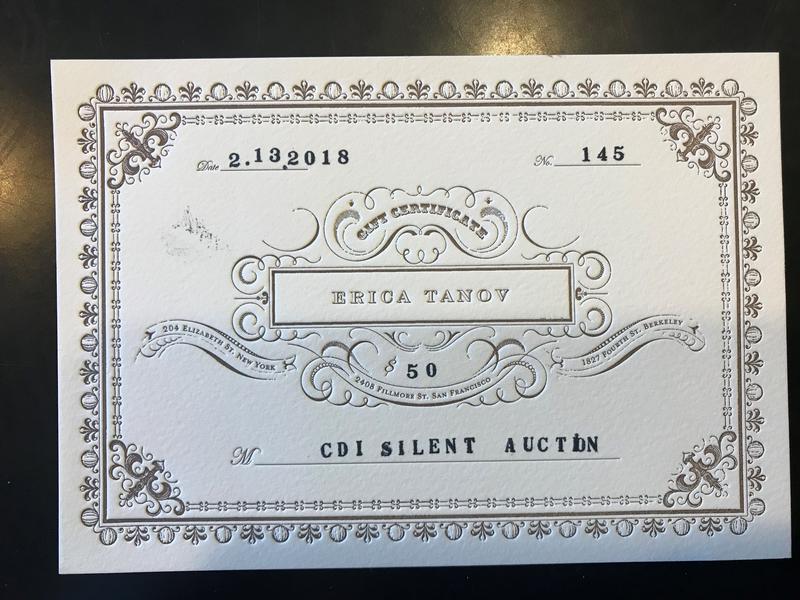 Date 2.13.2018
No. 145
GIFT CERTIFICATE
ERICA TANOV
204 ELIZABETH ST. NEW YORK
$ 50
1827 FOURTH ST. BERKELEY
2408 FILLMORE ST. SAN FRANCISCO
M CDI SILENT AUCTION